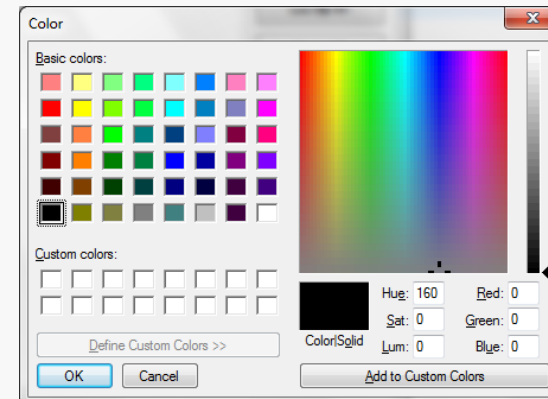 Color
Basic colors:
Custom colors:
Define Custom Colors >>
OK Cancel
Color|Solid
Hue: 160 Red: 0
Sat: 0 Green: 0
Lum: 0 Blue: 0
Add to Custom Colors